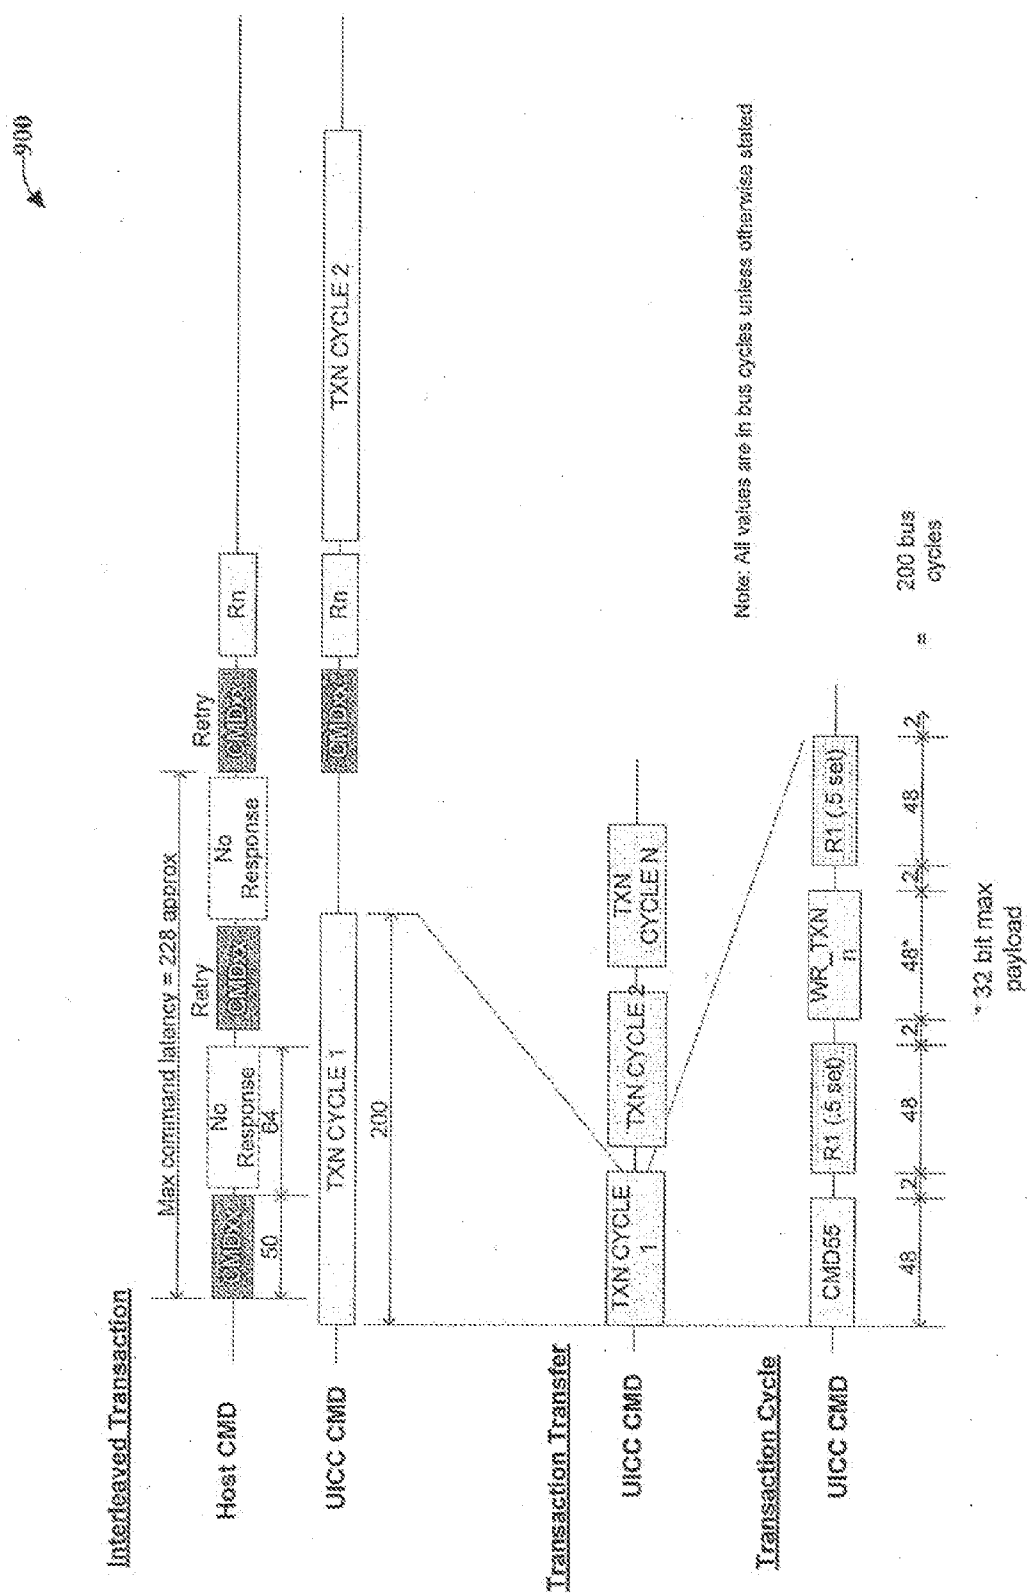 900
Interleaved Transaction
Max command latency = 228 approx
Retry
Retry
Host CMD
CMDxx
No
Response
CMDxx
No
Response
CMDxx
Rn
50
64
UICC CMD
TXN CYCLE 1
CMDxx
Rn
TXN CYCLE 2
200
Transaction Transfer
UICC CMD
TXN CYCLE
1
TXN CYCLE 2
TXN
CYCLE N
Note: All values are in bus cycles unless otherwise stated
Transaction Cycle
UICC CMD
CMD55
R1 (.5 set)
WR_TXN
n
R1 (.5 set)
48
2
48
2
48*
2
48
2
=
200 bus
cycles
* 32 bit max
payload